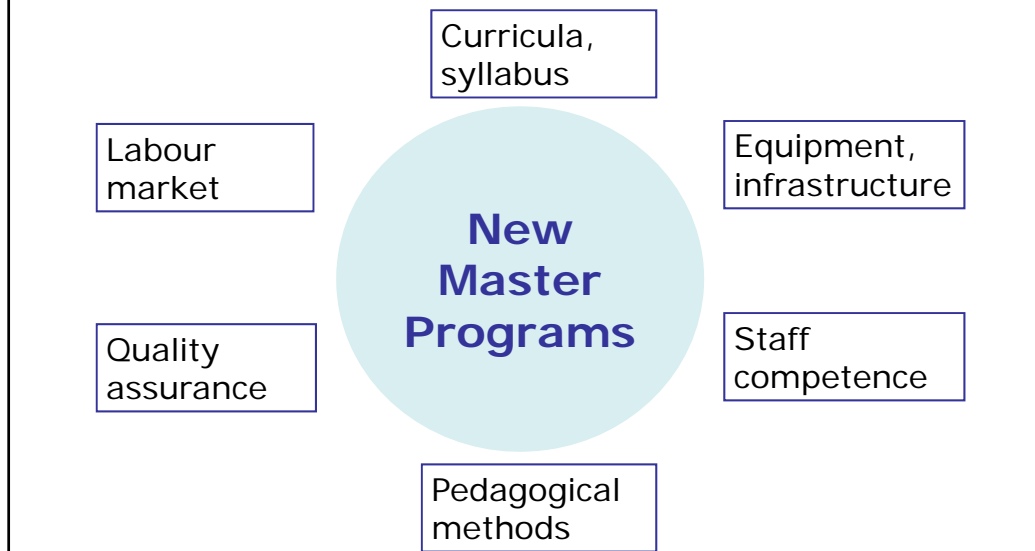 Curricula,
syllabus
Labour
market
Equipment,
infrastructure
New
Master
Programs
Quality
assurance
Staff
competence
Pedagogical
methods